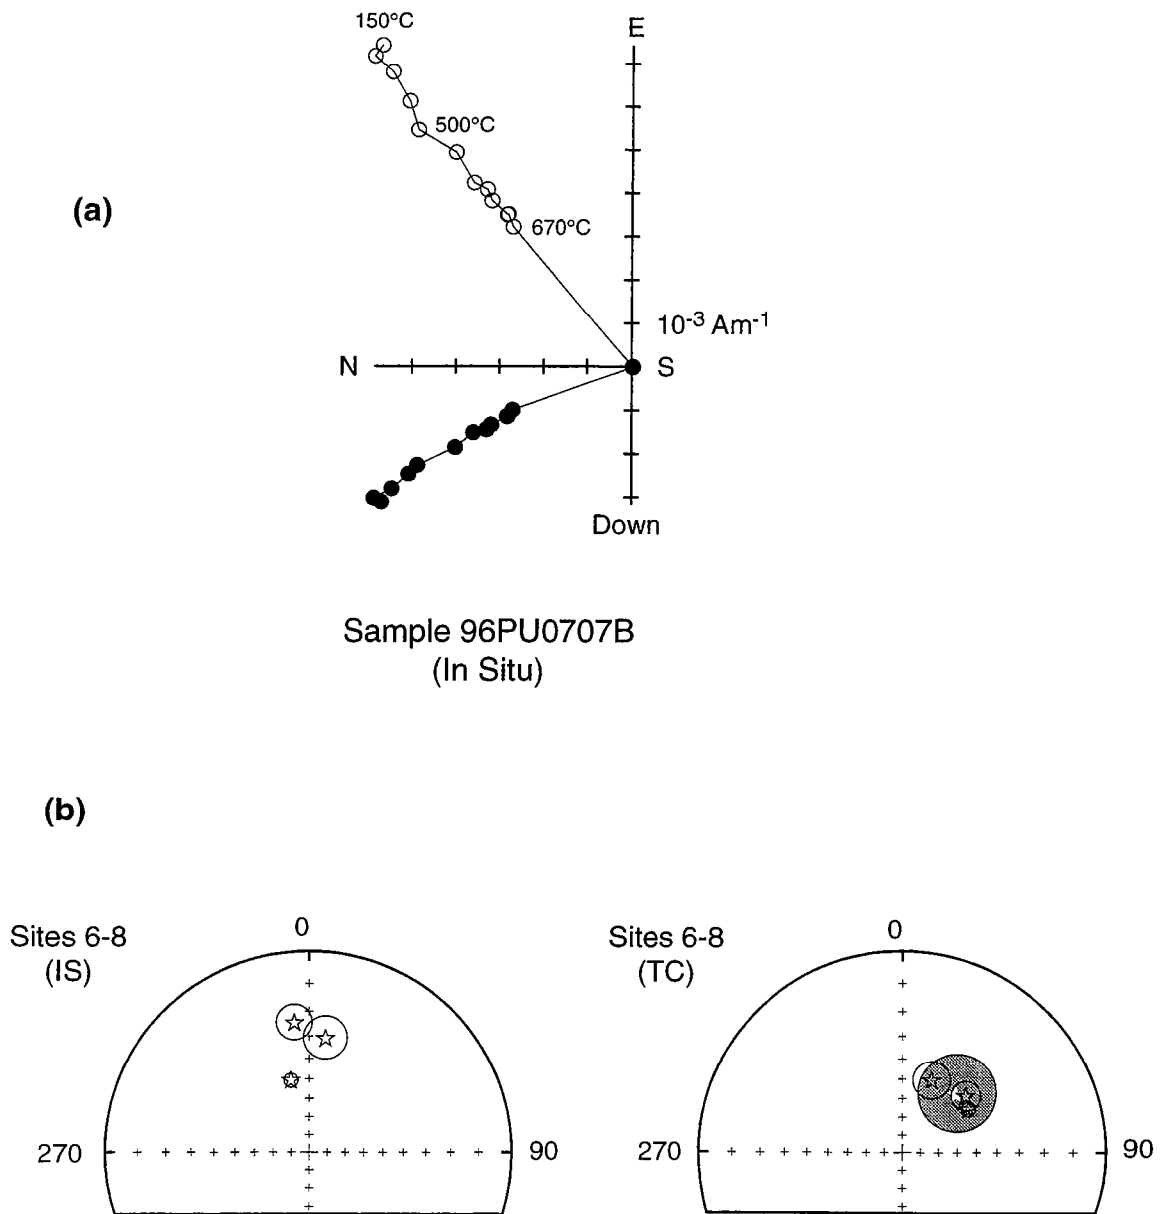 (a)
150°C
E
500°C
670°C
10-3 Am-1
N
S
Down
Sample 96PU0707B
(In Situ)
(b)
Sites 6-8
(IS)
0
270
90
Sites 6-8
(TC)
0
270
90